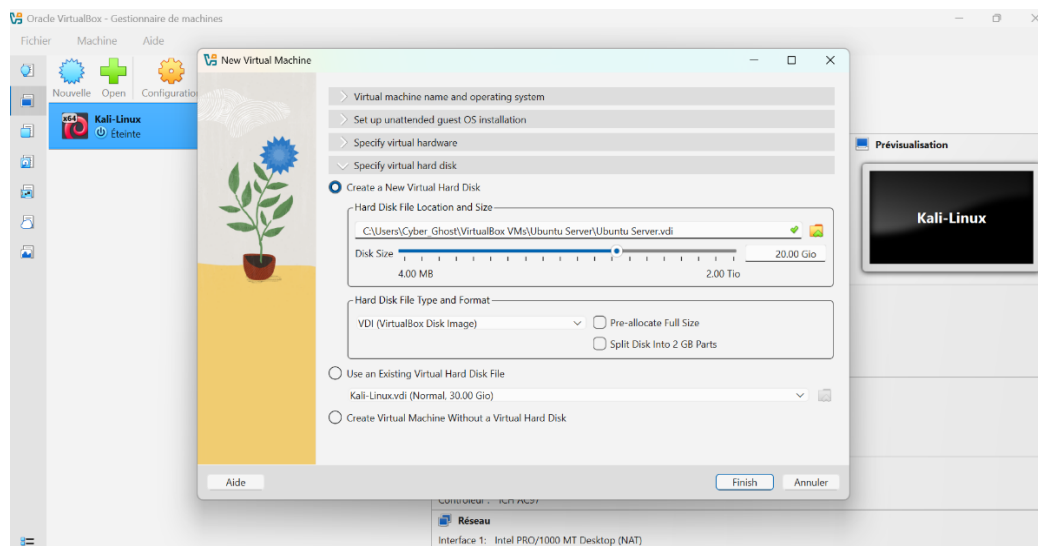 Oracle VirtualBox - Gestionnaire de machines
Fichier Machine Aide
Nouvelle Open Configuration
x64
Kali-Linux
Éteinte
New Virtual Machine
Virtual machine name and operating system
Set up unattended guest OS installation
Specify virtual hardware
Specify virtual hard disk
Create a New Virtual Hard Disk
Hard Disk File Location and Size
C:\Users\Cyber_Ghost\VirtualBox VMs\Ubuntu Server\Ubuntu Server.vdi
Disk Size 20.00 Gio
4.00 MB 2.00 Tio
Hard Disk File Type and Format
VDI (VirtualBox Disk Image) Pre-allocate Full Size
Split Disk Into 2 GB Parts
Use an Existing Virtual Hard Disk File
Kali-Linux.vdi (Normal, 30.00 Gio)
Create Virtual Machine Without a Virtual Hard Disk
Aide Finish Annuler
Prévisualisation
Kali-Linux
Contrôleur : ICH AC97
Réseau
Interface 1: Intel PRO/1000 MT Desktop (NAT)